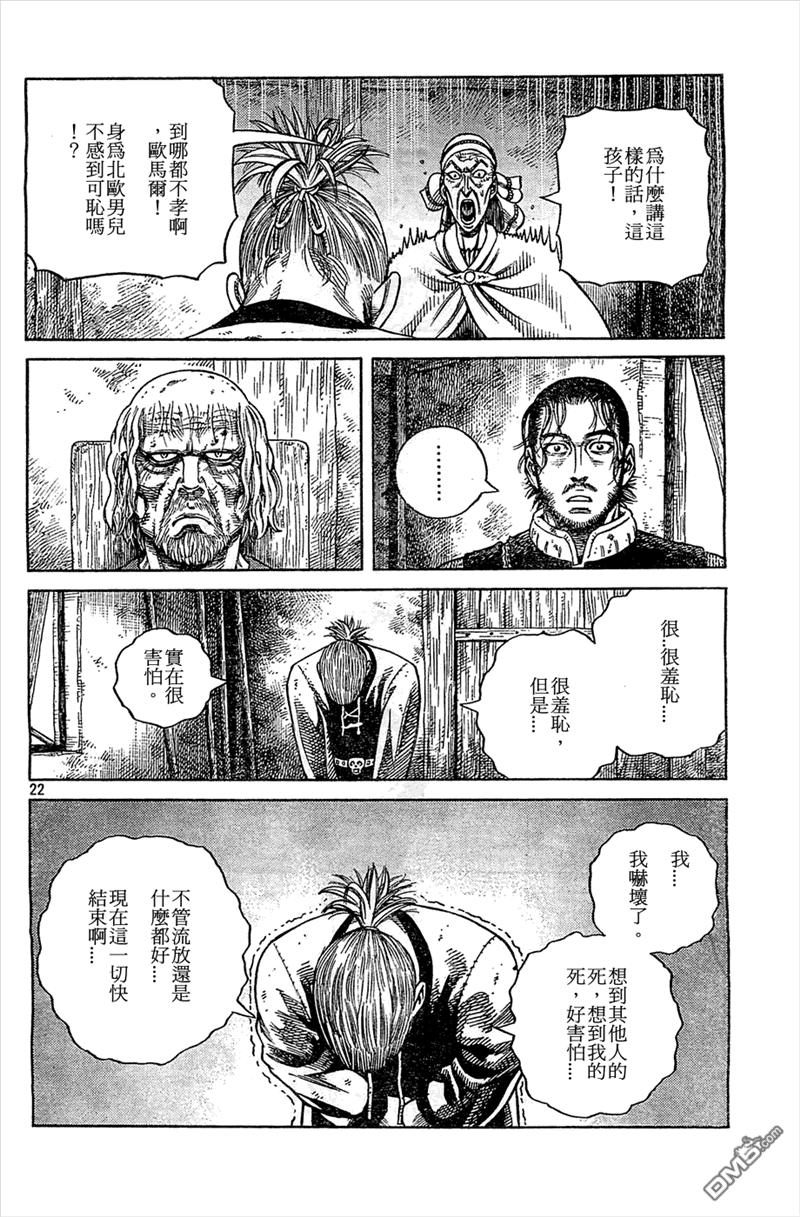 爲什麼講這
樣的話，這
孩子！
到哪都不孝啊
，歐馬爾！
身爲北歐男兒
不感到可恥嗎
！？
………
很…很羞恥……
很羞恥，
但是……
實在很
害怕。
22
我……
我嚇壞了。
想到其他人的
死，想到我的
死，好害怕……
不管流放還是
什麼都好……
現在這一切快
結束啊……
DM5.com